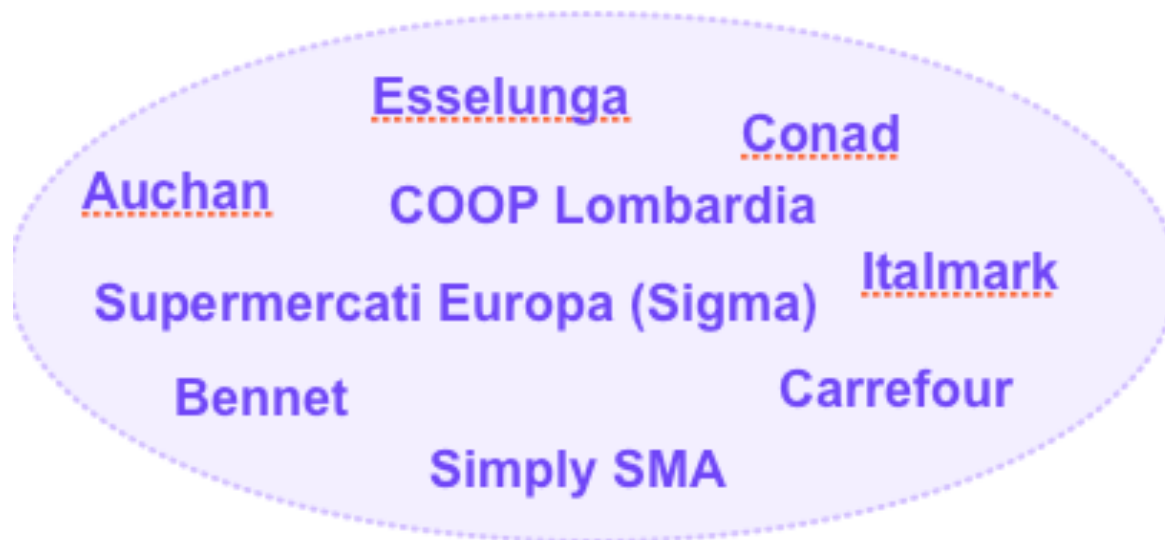 Esselunga
Conad
Auchan
COOP Lombardia
Italmark
Supermercati Europa (Sigma)
Bennet
Carrefour
Simply SMA